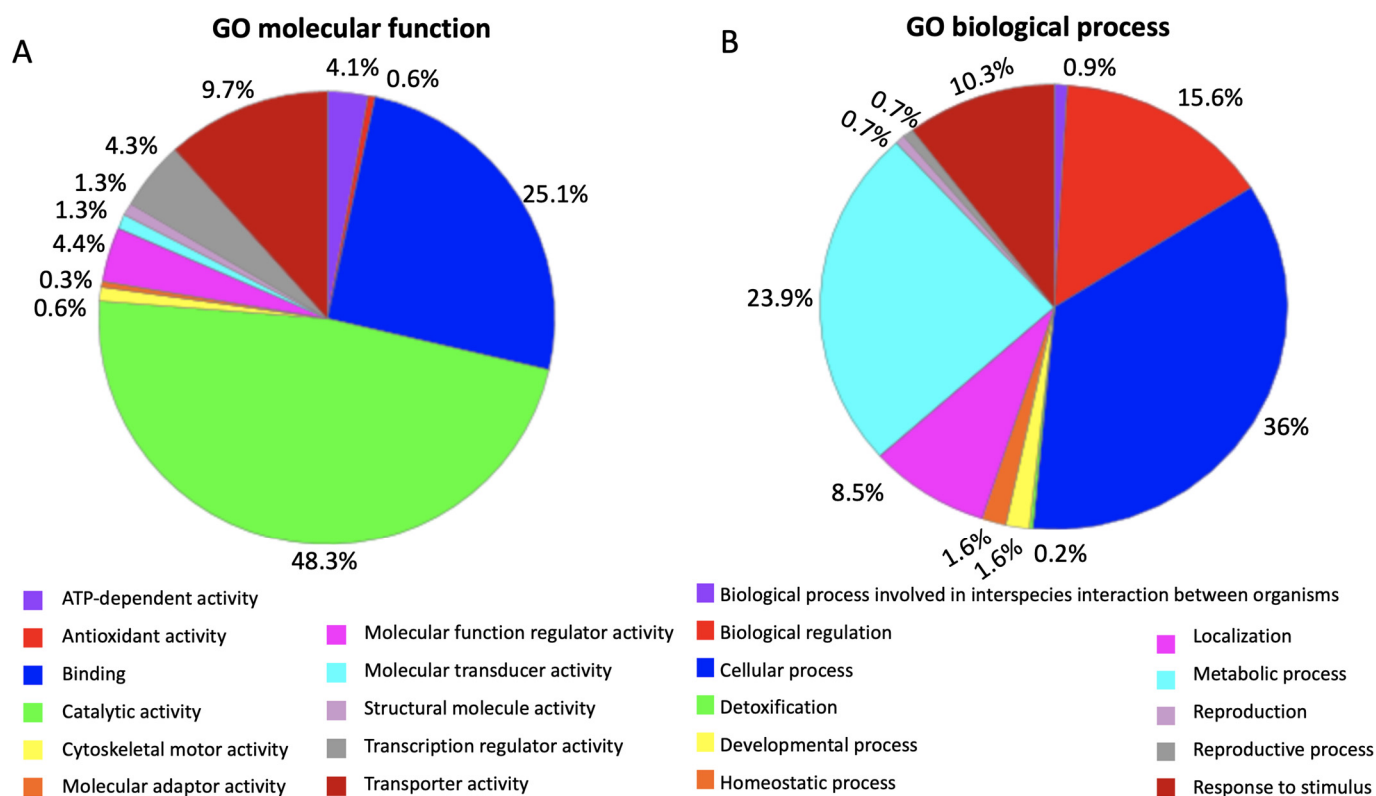 A
GO molecular function
4.1%
0.6%
9.7%
25.1%
4.3%
1.3%
1.3%
4.4%
0.3%
0.6%
48.3%
ATP-dependent activity
Antioxidant activity
Binding
Catalytic activity
Cytoskeletal motor activity
Molecular adaptor activity
Molecular function regulator activity
Molecular transducer activity
Structural molecule activity
Transcription regulator activity
Transporter activity
B
GO biological process
10.3%
0.9%
15.6%
0.7%
0.7%
23.9%
36%
8.5%
1.6%
1.6%
0.2%
Biological process involved in interspecies interaction between organisms
Biological regulation
Cellular process
Detoxification
Developmental process
Homeostatic process
Localization
Metabolic process
Reproduction
Reproductive process
Response to stimulus